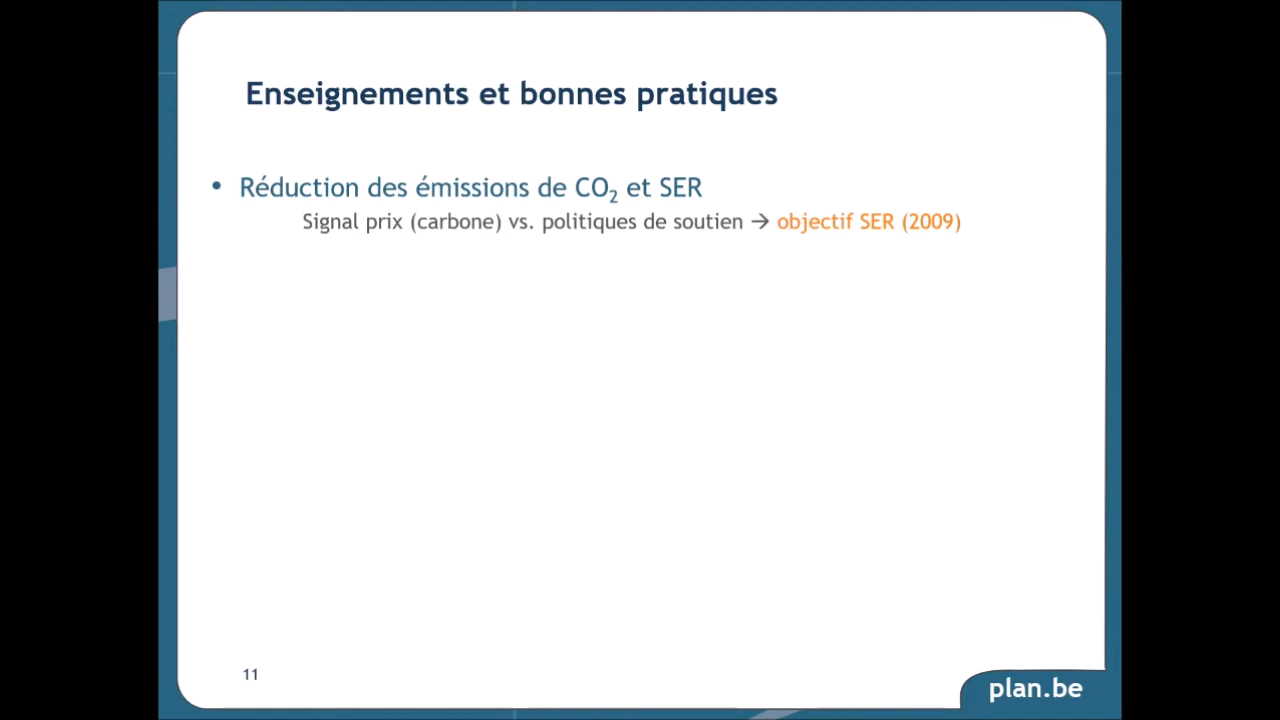 Enseignements et bonnes pratiques
• Réduction des émissions de CO₂ et SER
Signal prix (carbone) vs. politiques de soutien → objectif SER (2009)
11
plan.be